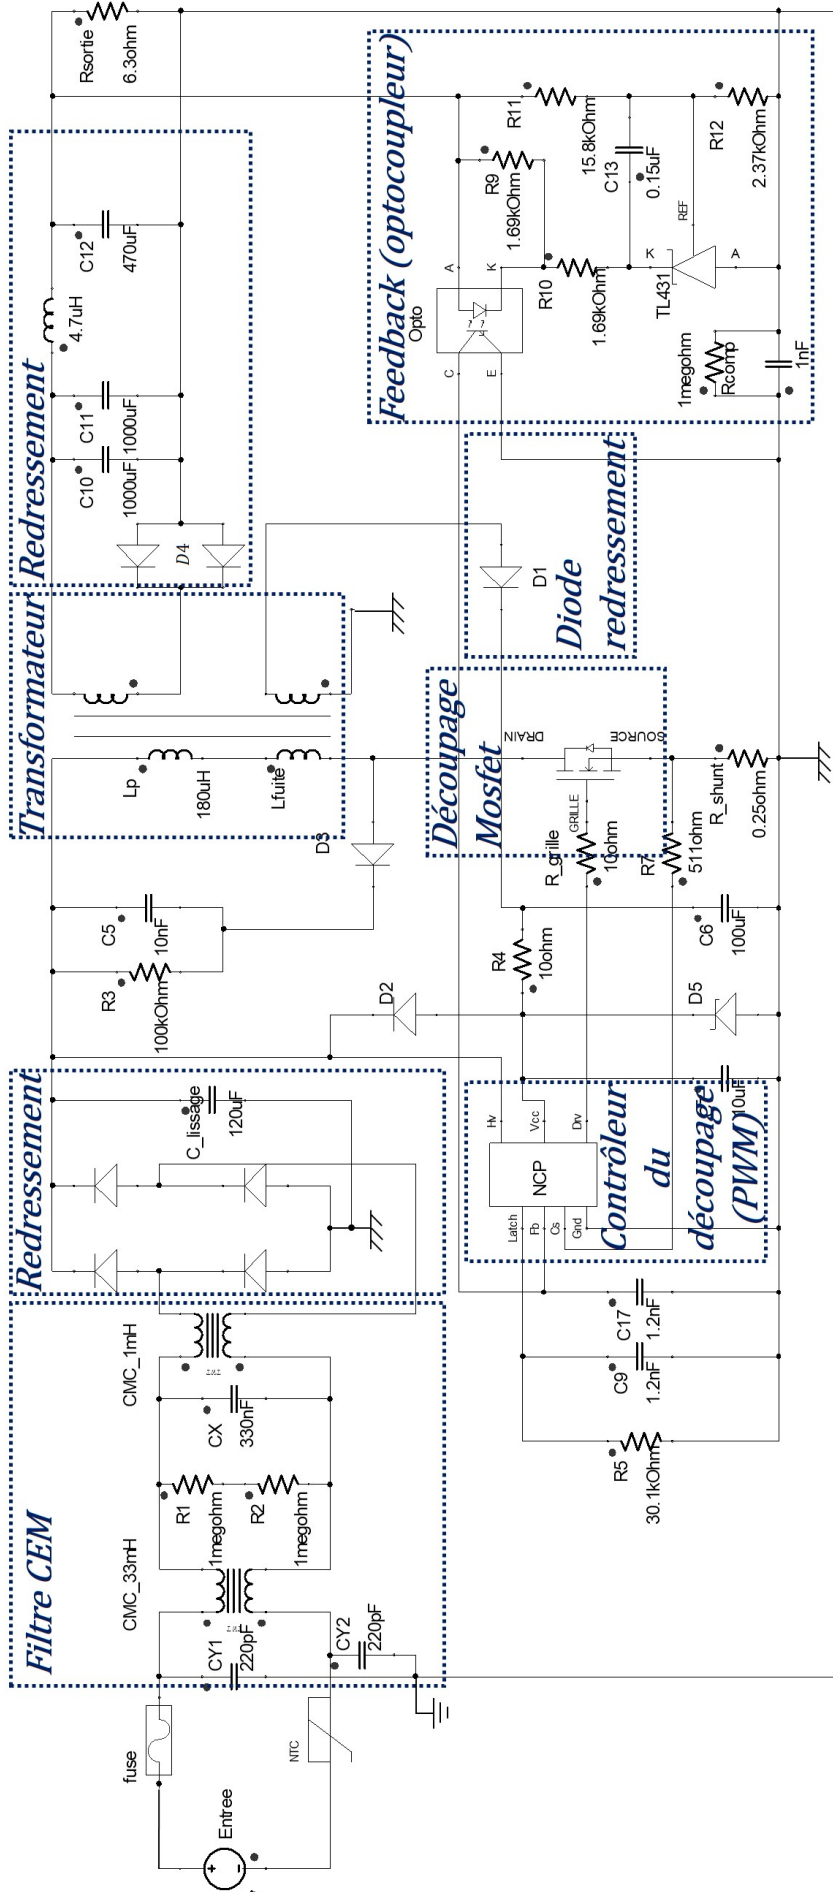 Entree
fuse
NTC
Filtre CEM
CY1
220pF
CY2
220pF
CMC_33mH
R1
1megohm
R2
1megohm
CX
330nF
CMC_1mH
Redressement
C_lissage
120uF
R3
100kOhm
C5
10nF
D3
Transformateur
Lp
180uH
Lfuite
Redressement
D4
C10
1000uF
C11
1000uF
4.7uH
C12
470uF
Rsortie
6.3ohm
R5
30.1kOhm
C9
1.2nF
C17
1.2nF
Latch
Fb
Cs
Gnd
NCP
Hv
Vcc
Drv
Contrôleur
du
découpage
(PWM)
10uF
D2
D5
R4
10ohm
C6
100uF
R_grille
10ohm
R7
511ohm
Découpage
Mosfet
GRILLE
DRAIN
SOURCE
R_shunt
0.25ohm
D1
Diode
redressement
Feedback (optocoupleur)
Opto
C
E
A
K
R9
1.69kOhm
R10
1.69kOhm
R11
15.8kOhm
C13
0.15uF
R12
2.37kOhm
REF
K
A
TL431
1megohm
Rcomp
1nF